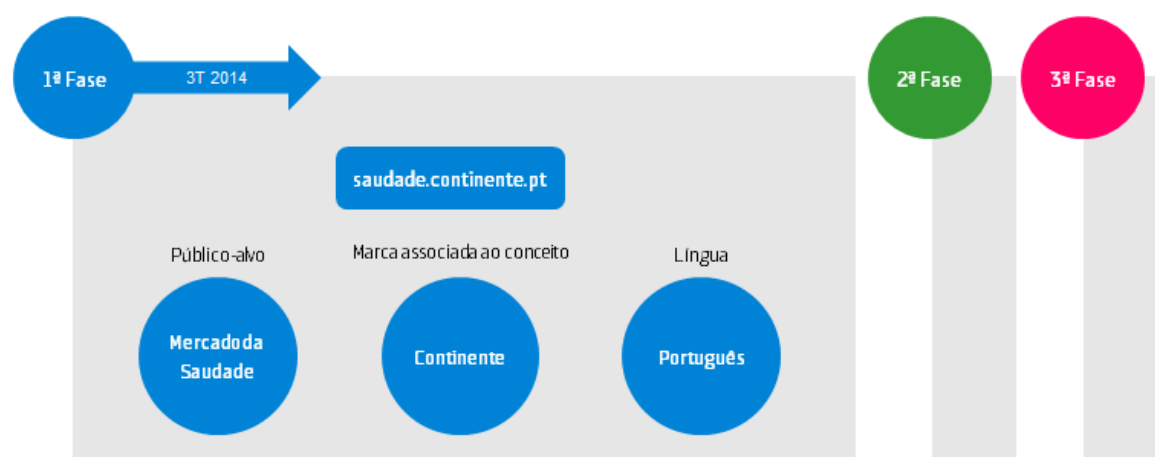 1ª Fase
3T 2014
2ª Fase
3ª Fase
saudade.continente.pt
Público-alvo
Marca associada ao conceito
Língua
Mercado da
Saudade
Continente
Português